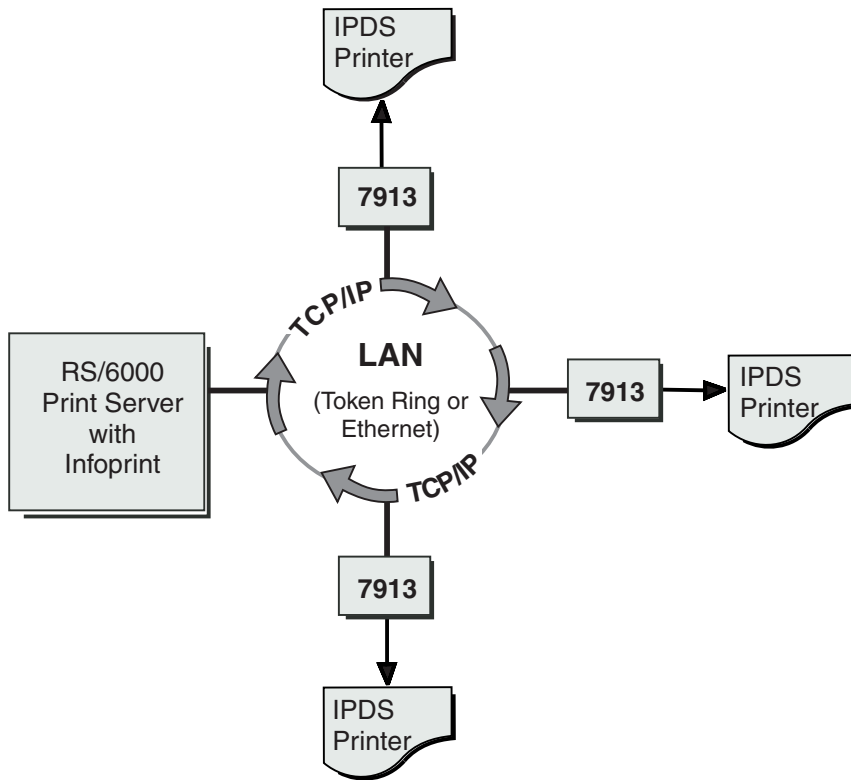 IPDS
Printer
7913
TCP/IP
RS/6000
Print Server
with
Infoprint
LAN
(Token Ring or
Ethernet)
7913
IPDS
Printer
TCP/IP
7913
IPDS
Printer